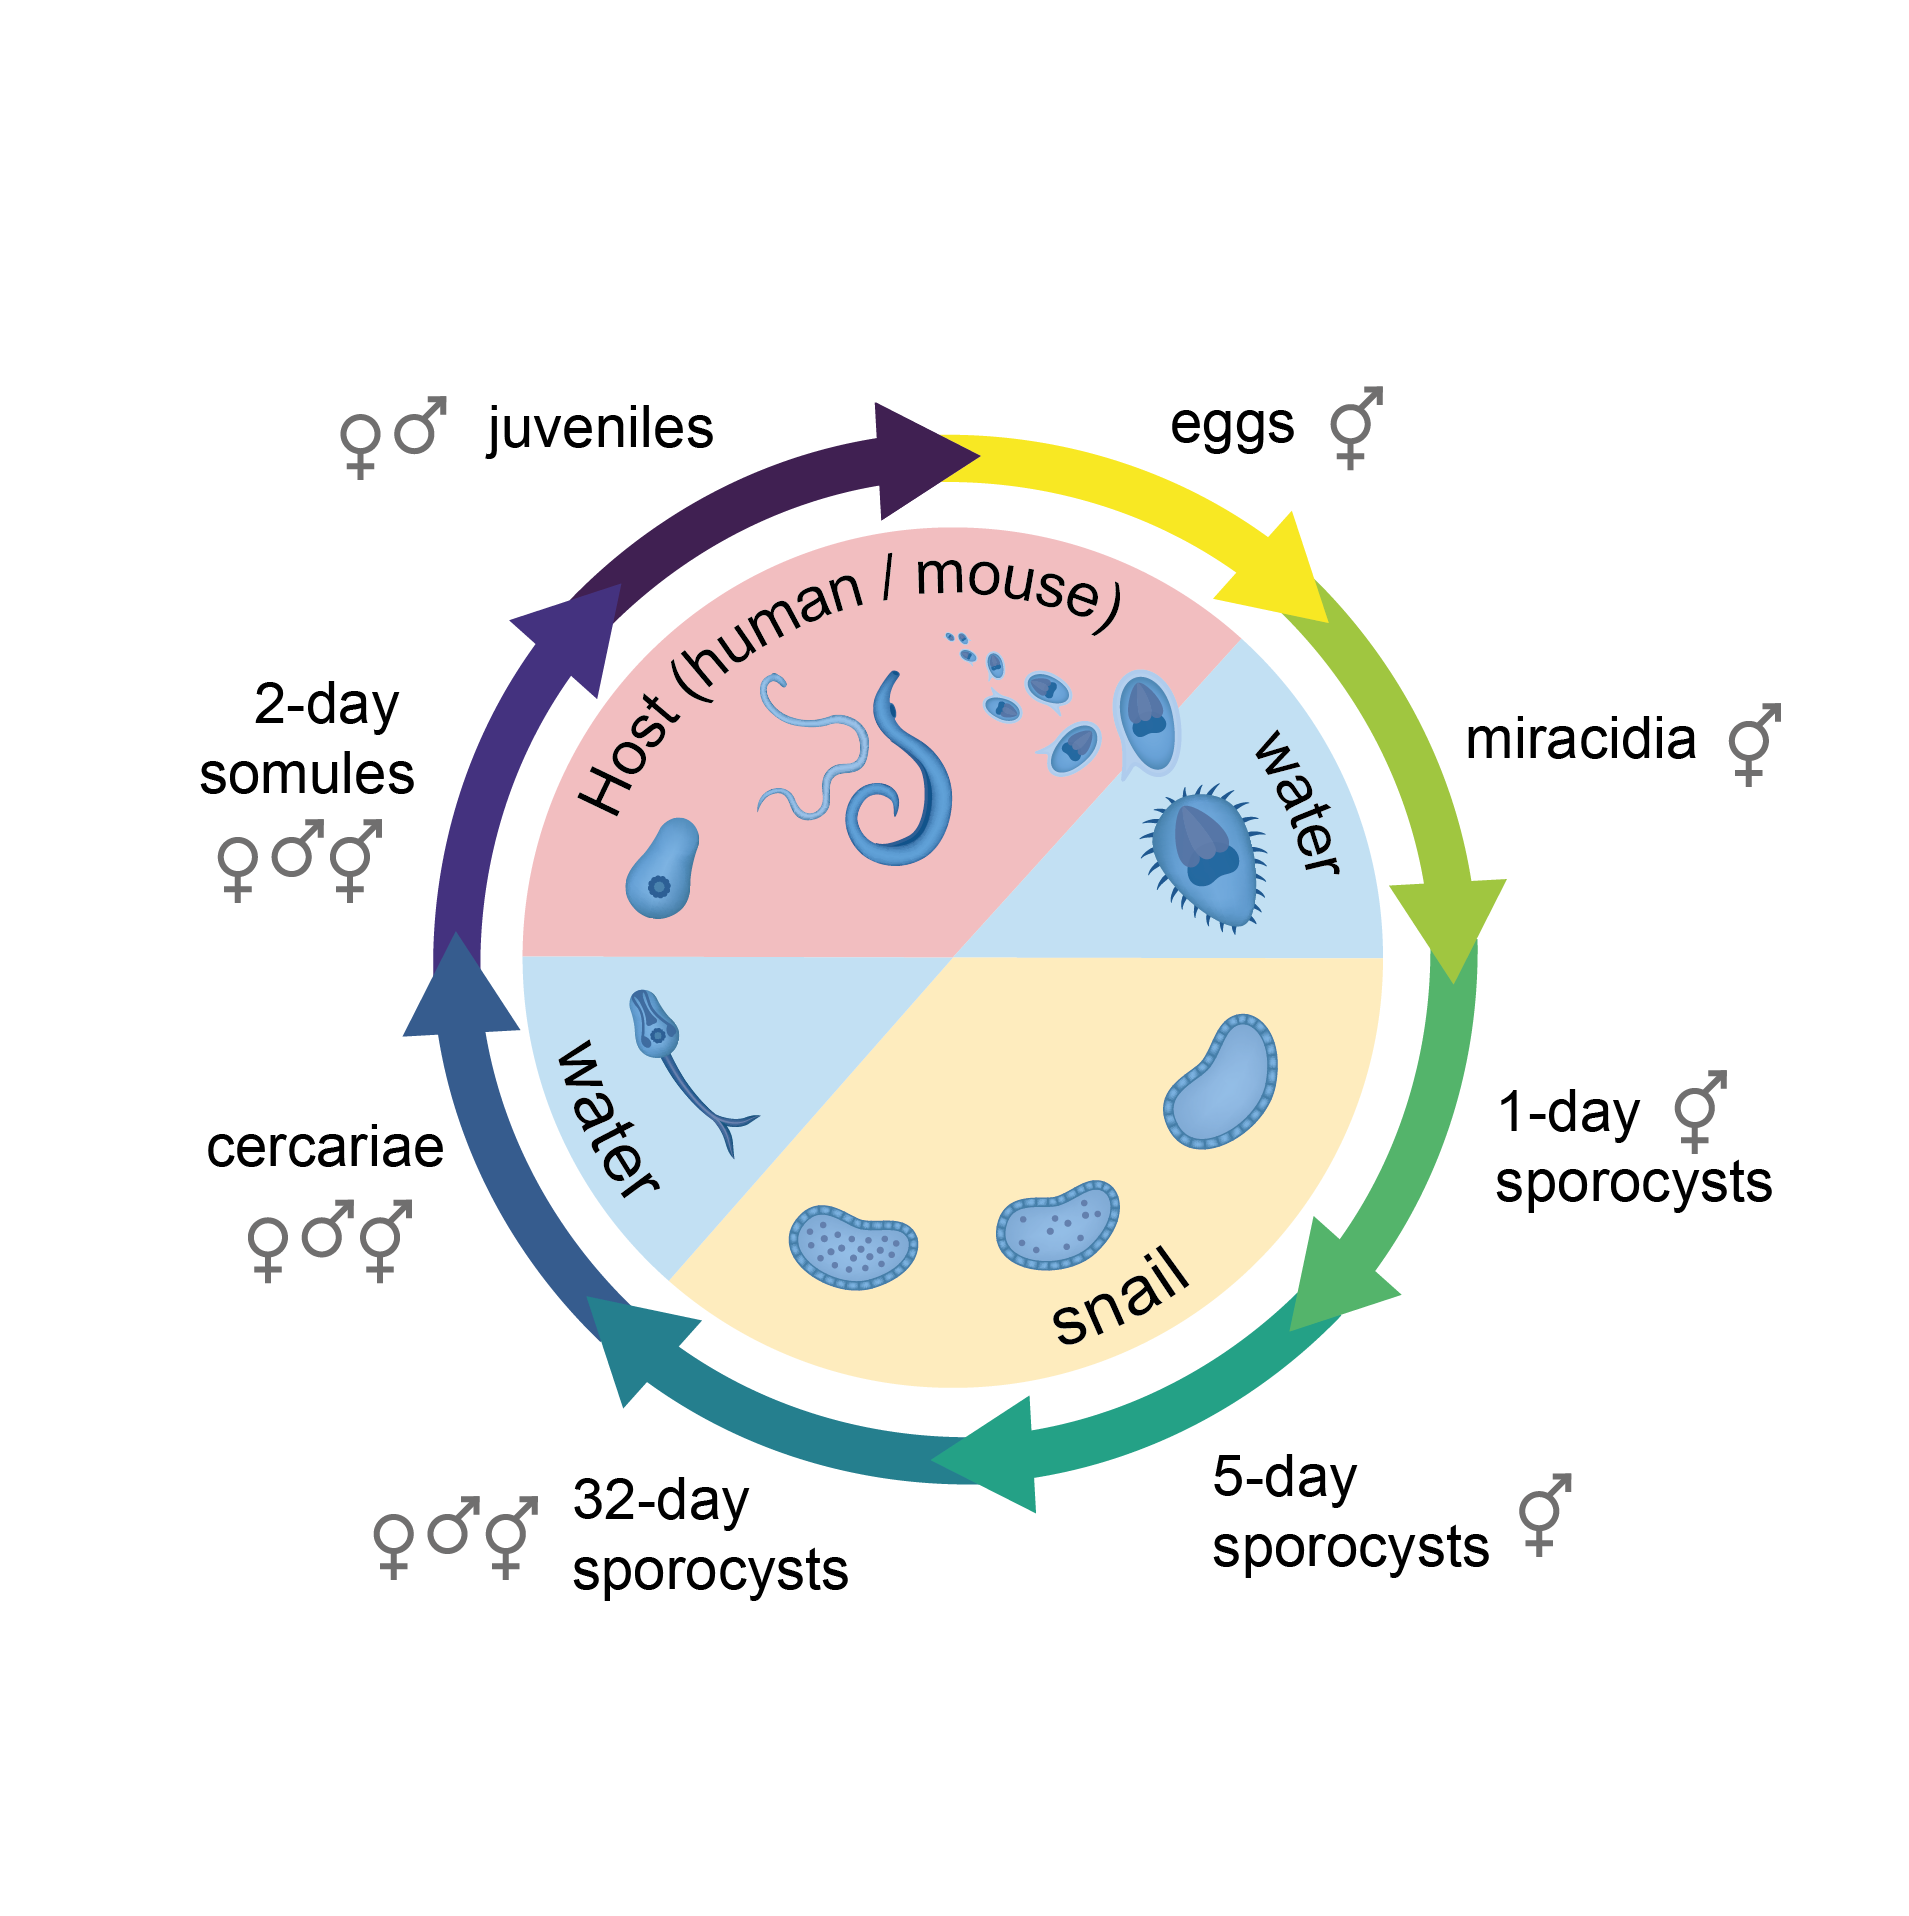 juveniles
eggs
miracidia
1-day
sporocysts
5-day
sporocysts
32-day
sporocysts
cercariae
2-day
somules
Host (human / mouse)
water
snail
water